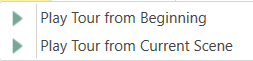 Play Tour from Beginning
Play Tour from Current Scene